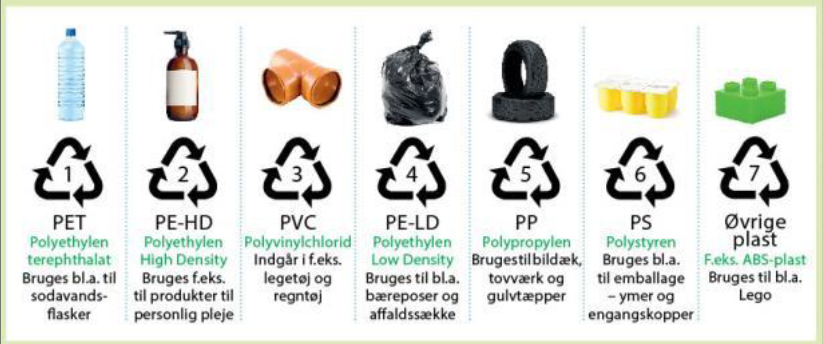 1
PET
Polyethylen
terephthalat
Bruges bl.a. til
sodavands-
flasker
2
PE-HD
Polyethylen
High Density
Bruges f.eks.
til produkter til
personlig pleje
3
PVC
Polyvinylchlorid
Indgår i f.eks.
legetøj og
regntøj
4
PE-LD
Polyethylen
Low Density
Bruges til bl.a.
bæreposer og
affaldssække
5
PP
Polypropylen
Brugestilbildæk,
tovværk og
gulvtæpper
6
PS
Polystyren
Bruges bl.a.
til emballage
– ymer og
engangskopper
7
Øvrige
plast
F.eks. ABS-plast
Bruges til bl.a.
Lego